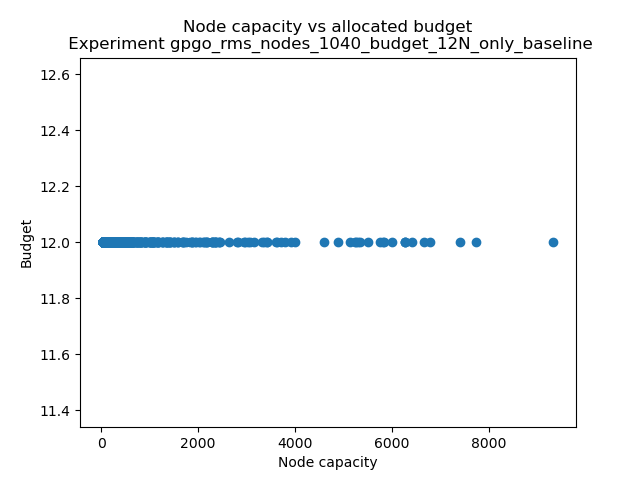 Node capacity vs allocated budget
Experiment gpgo_rms_nodes_1040_budget_12N_only_baseline
12.6
12.4
12.2
12.0
11.8
11.6
11.4
Budget
0 2000 4000 6000 8000
Node capacity